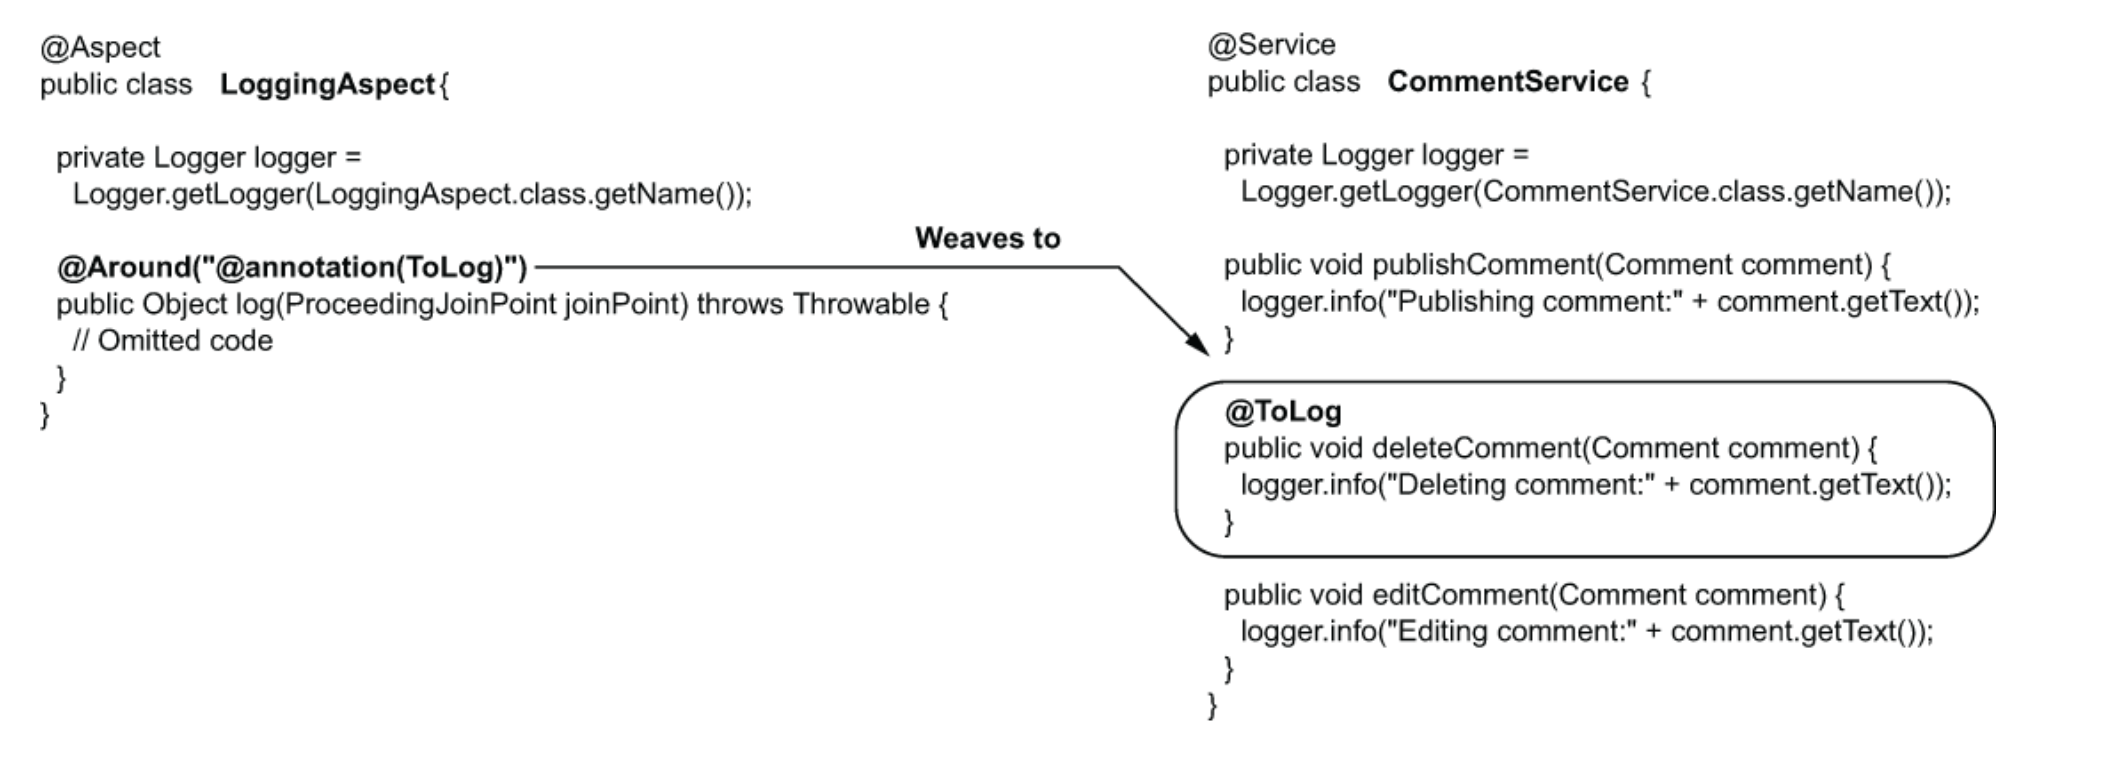 @Aspect
public class LoggingAspect{
private Logger logger =
Logger.getLogger(LoggingAspect.class.getName());
@Around("@annotation(ToLog)")
public Object log(ProceedingJoinPoint joinPoint) throws Throwable {
// Omitted code
}
}
Weaves to
@Service
public class CommentService {
private Logger logger =
Logger.getLogger(CommentService.class.getName());
public void publishComment(Comment comment) {
logger.info("Publishing comment:" + comment.getText());
}
@ToLog
public void deleteComment(Comment comment) {
logger.info("Deleting comment:" + comment.getText());
}
public void editComment(Comment comment) {
logger.info("Editing comment:" + comment.getText());
}
}